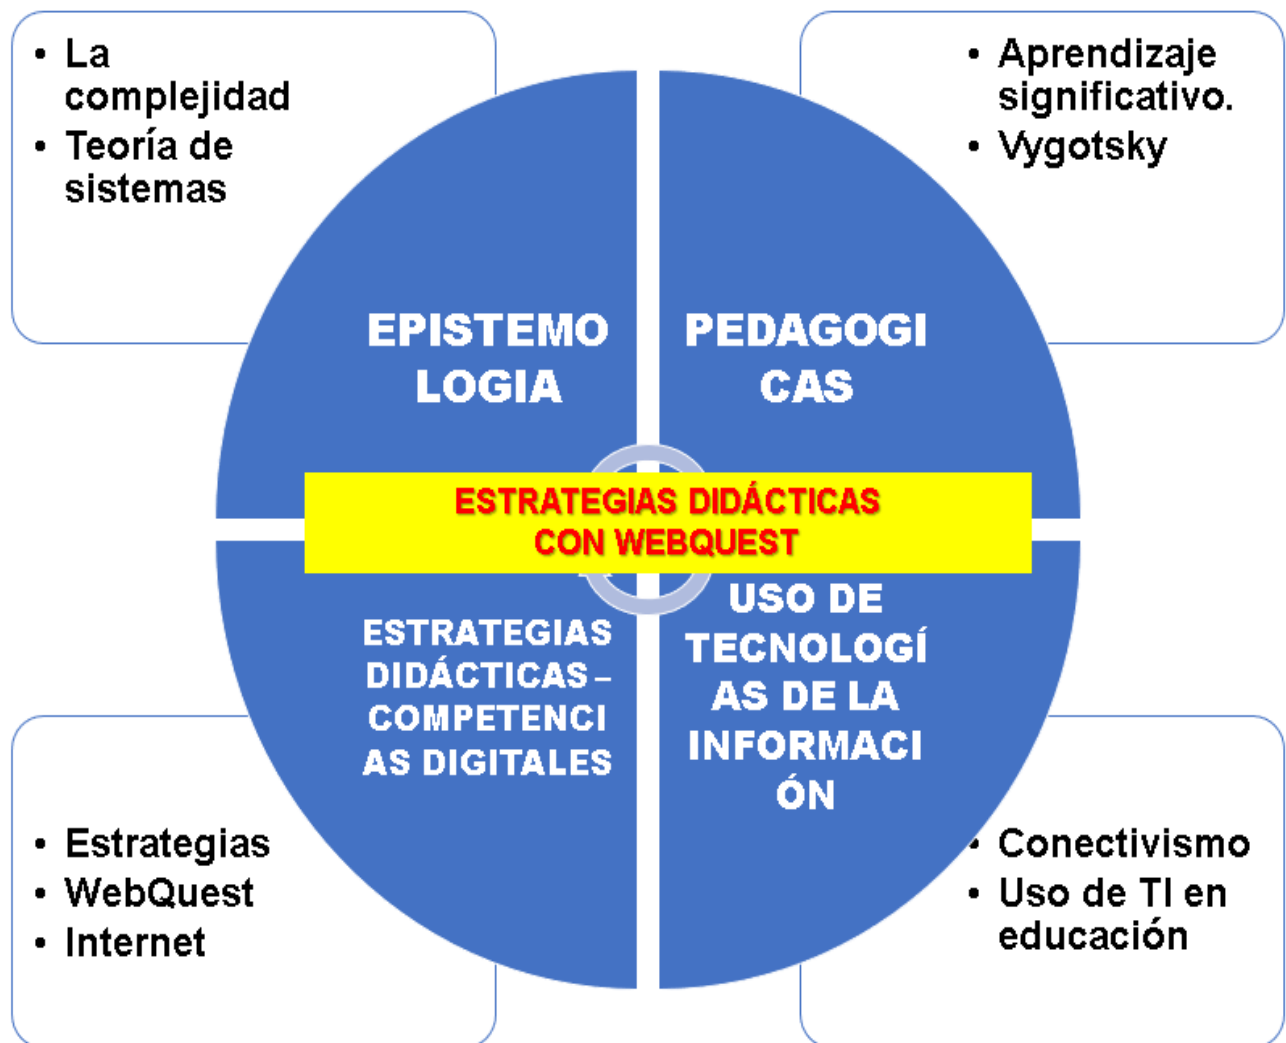 • La
complejidad
• Teoría de
sistemas
• Aprendizaje
significativo.
• Vygotsky
EPISTEMO
LOGIA
PEDAGOGI
CAS
ESTRATEGIAS DIDÁCTICAS
CON WEBQUEST
ESTRATEGIAS
DIDÁCTICAS –
COMPETENCI
AS DIGITALES
USO DE
TECNOLOGÍ
AS DE LA
INFORMACI
ÓN
• Estrategias
• WebQuest
• Internet
• Conectivismo
• Uso de TI en
educación